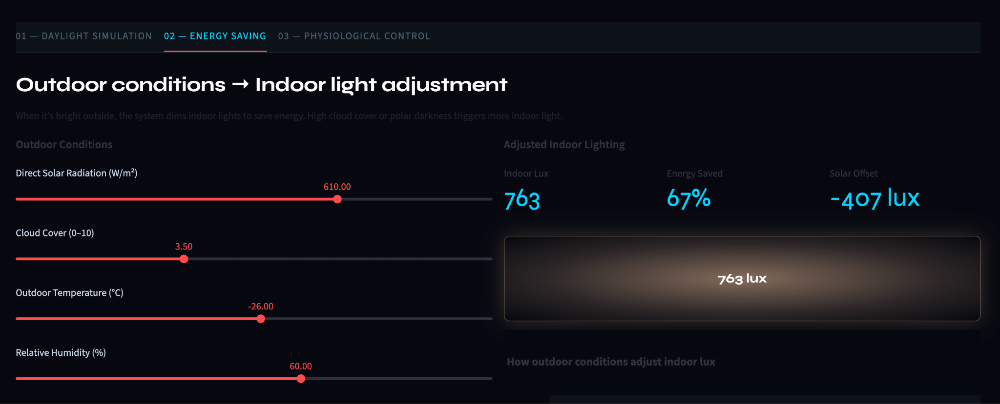 01 — DAYLIGHT SIMULATION 02 — ENERGY SAVING 03 — PHYSIOLOGICAL CONTROL
Outdoor conditions → Indoor light adjustment
When it's bright outside, the system dims indoor lights to save energy. High cloud cover or polar darkness triggers more indoor light.
Outdoor Conditions
Direct Solar Radiation (W/m²)
610.00
Cloud Cover (0–10)
3.50
Outdoor Temperature (°C)
-26.00
Relative Humidity (%)
60.00
Adjusted Indoor Lighting
Indoor Lux Energy Saved Solar Offset
763 67% -407 lux
763 lux
How outdoor conditions adjust indoor lux